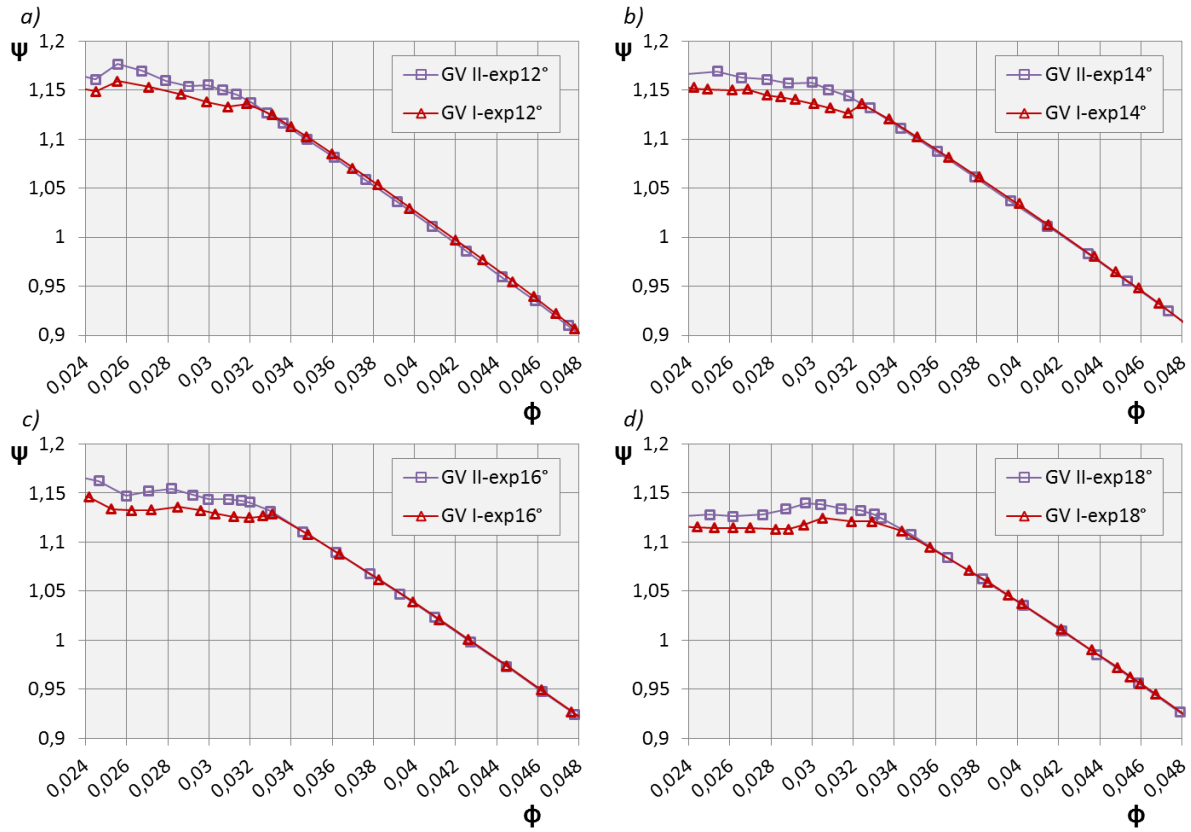 a)
Ψ
1,2
1,15
1,1
1,05
1
0,95
0,9
GV II-exp12°
GV I-exp12°
0,024 0,026 0,028 0,03 0,032 0,034 0,036 0,038 0,04 0,042 0,044 0,046 0,048
ϕ
b)
Ψ
1,2
1,15
1,1
1,05
1
0,95
0,9
GV II-exp14°
GV I-exp14°
0,024 0,026 0,028 0,03 0,032 0,034 0,036 0,038 0,04 0,042 0,044 0,046 0,048
ϕ
c)
Ψ
1,2
1,15
1,1
1,05
1
0,95
0,9
GV II-exp16°
GV I-exp16°
0,024 0,026 0,028 0,03 0,032 0,034 0,036 0,038 0,04 0,042 0,044 0,046 0,048
ϕ
d)
Ψ
1,2
1,15
1,1
1,05
1
0,95
0,9
GV II-exp18°
GV I-exp18°
0,024 0,026 0,028 0,03 0,032 0,034 0,036 0,038 0,04 0,042 0,044 0,046 0,048
ϕ